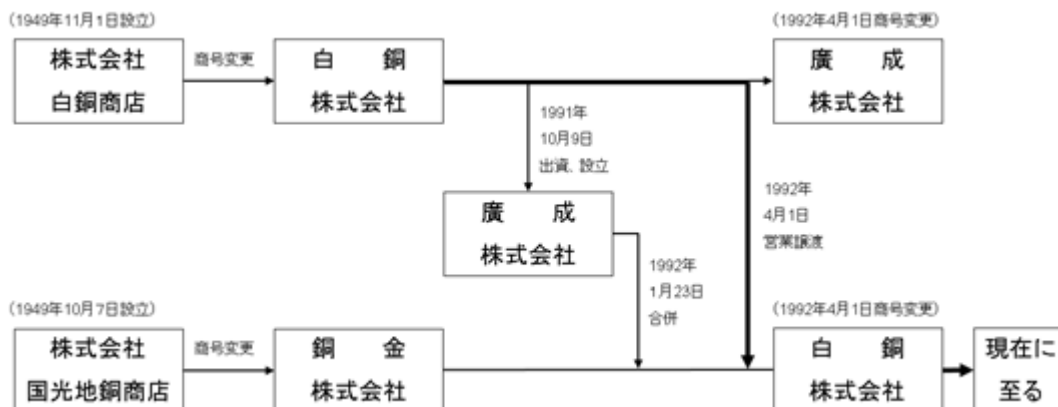 (1949年11月1日設立)
株式会社
白銅商店
商号変更
白　銅
株式会社
(1992年4月1日商号変更)
廣　成
株式会社
1991年
10月9日
出資、設立
廣　成
株式会社
1992年
4月1日
営業譲渡
1992年
1月23日
合併
(1949年10月7日設立)
株式会社
国光地銅商店
商号変更
銅　金
株式会社
(1992年4月1日商号変更)
白　銅
株式会社
現在に
至る